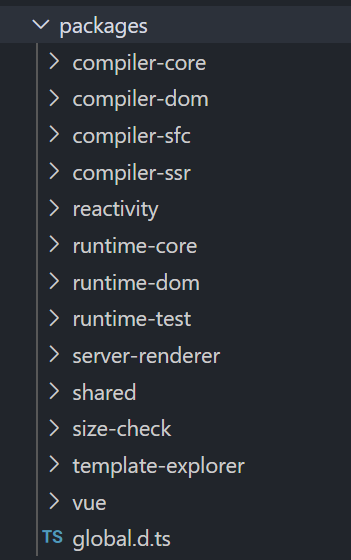 packages
compiler-core
compiler-dom
compiler-sfc
compiler-ssr
reactivity
runtime-core
runtime-dom
runtime-test
server-renderer
shared
size-check
template-explorer
vue
TS global.d.ts